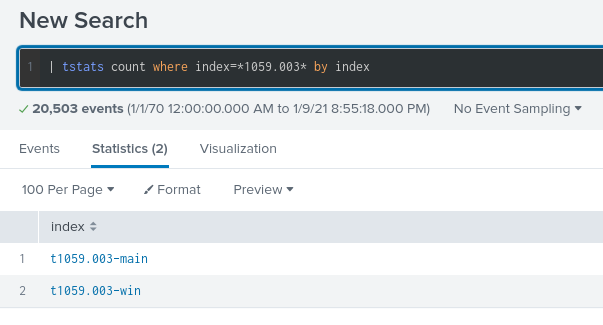 New Search
1 | tstats count where index=*1059.003* by index
✓ 20,503 events (1/1/70 12:00:00.000 AM to 1/9/21 8:55:18.000 PM) No Event Sampling ▾
Events Statistics (2) Visualization
100 Per Page ▾ Format Preview ▾
index
1 t1059.003-main
2 t1059.003-win